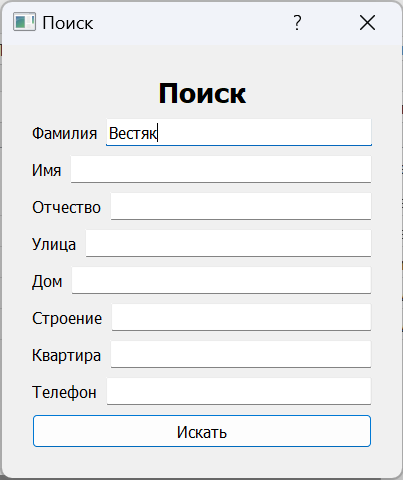 Поиск ?
Поиск
Фамилия Вестяк
Имя
Отчество
Улица
Дом
Строение
Квартира
Телефон
Искать